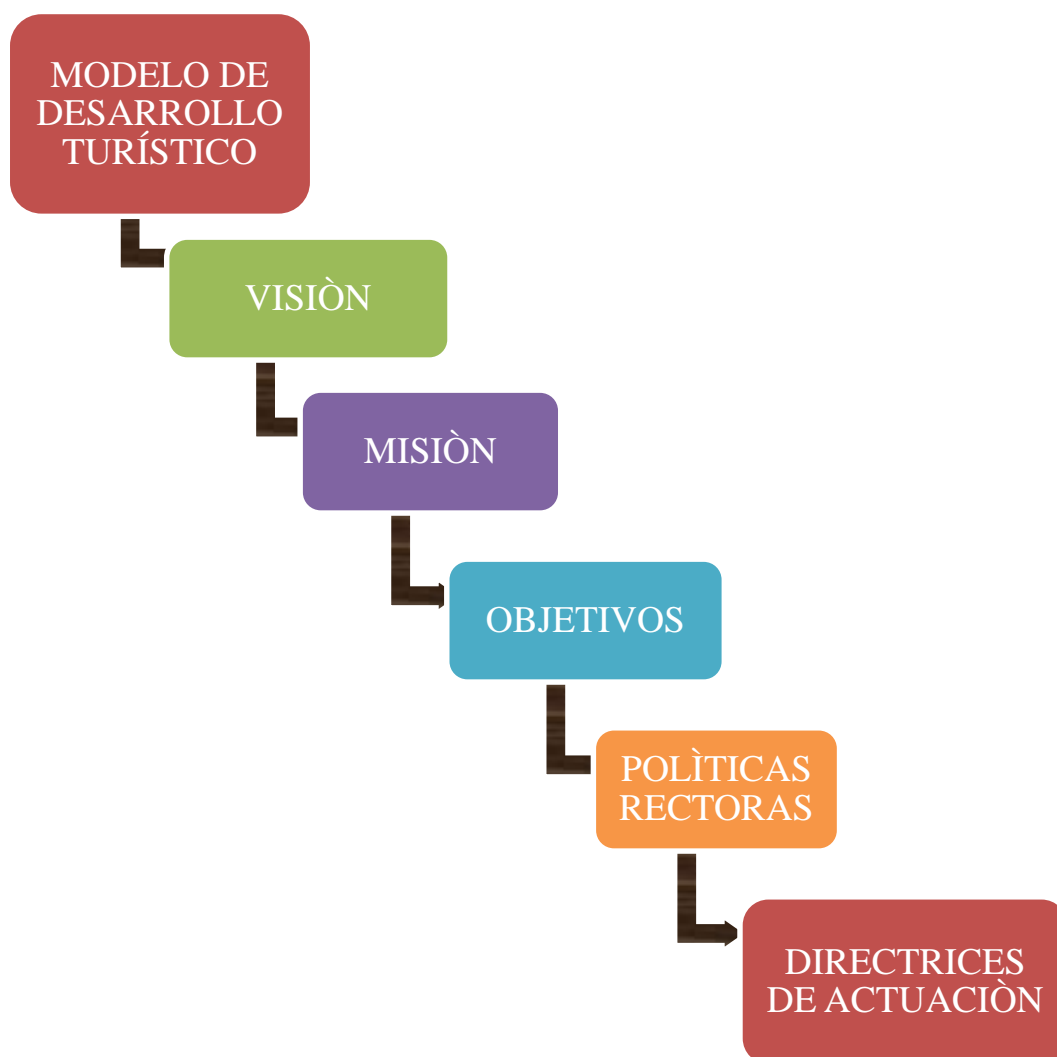 MODELO DE
DESARROLLO
TURÍSTICO
VISIÒN
MISIÒN
OBJETIVOS
POLÌTICAS
RECTORAS
DIRECTRICES
DE ACTUACIÒN